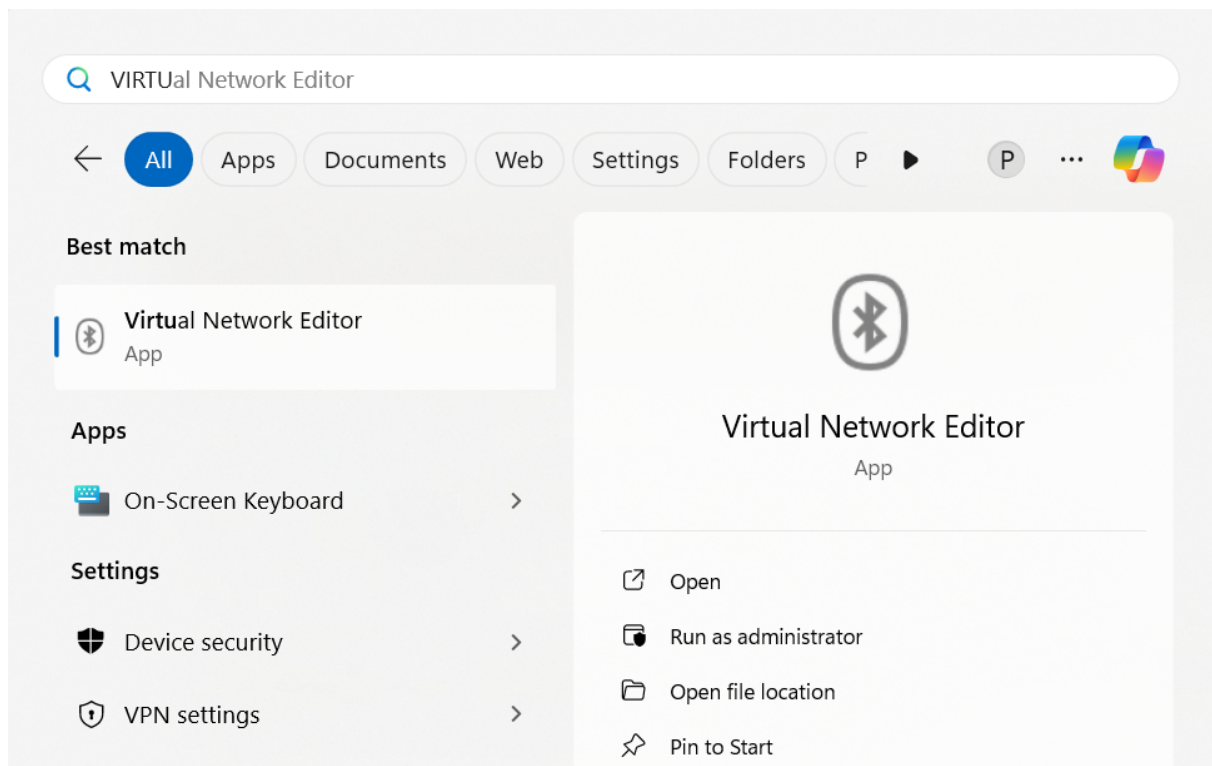 VIRTUal Network Editor
All Apps Documents Web Settings Folders P P ...
Best match
Virtual Network Editor
App
Apps
On-Screen Keyboard
Settings
Device security
VPN settings
Virtual Network Editor
App
Open
Run as administrator
Open file location
Pin to Start